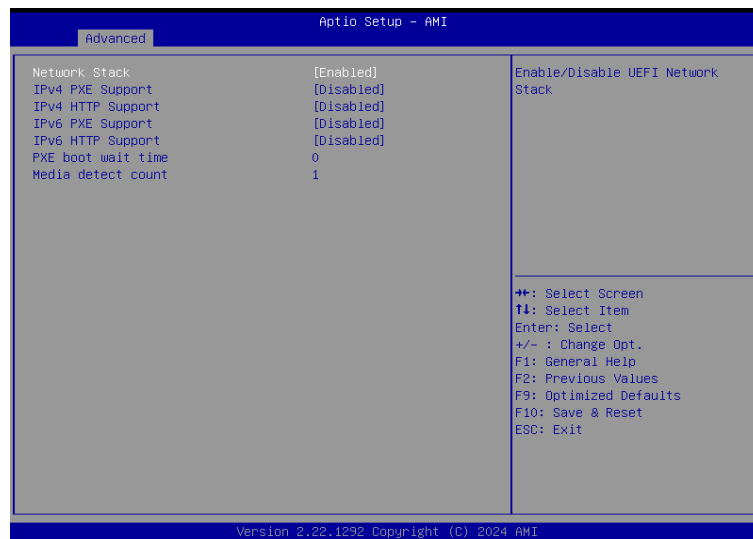 Aptio Setup – AMI
Advanced
Network Stack [Enabled]
IPv4 PXE Support [Disabled]
IPv4 HTTP Support [Disabled]
IPv6 PXE Support [Disabled]
IPv6 HTTP Support [Disabled]
PXE boot wait time 0
Media detect count 1
Enable/Disable UEFI Network
Stack
→←: Select Screen
↑↓: Select Item
Enter: Select
+/- : Change Opt.
F1: General Help
F2: Previous Values
F9: Optimized Defaults
F10: Save & Reset
ESC: Exit
Version 2.22.1292 Copyright (C) 2024 AMI